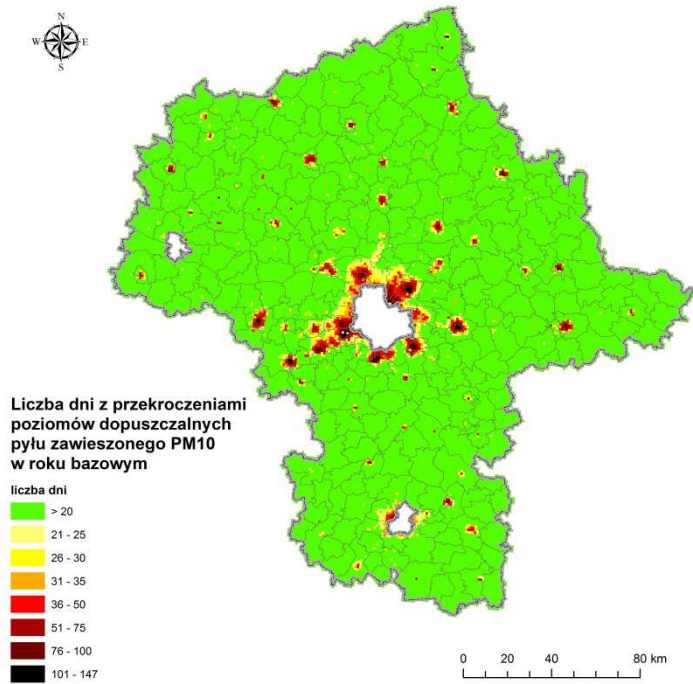 N
W E
S
Liczba dni z przekroczeniami
poziomów dopuszczalnych
pyłu zawieszonego PM10
w roku bazowym
liczba dni
> 20
21 - 25
26 - 30
31 - 35
36 - 50
51 - 75
76 - 100
101 - 147
0 20 40 80 km